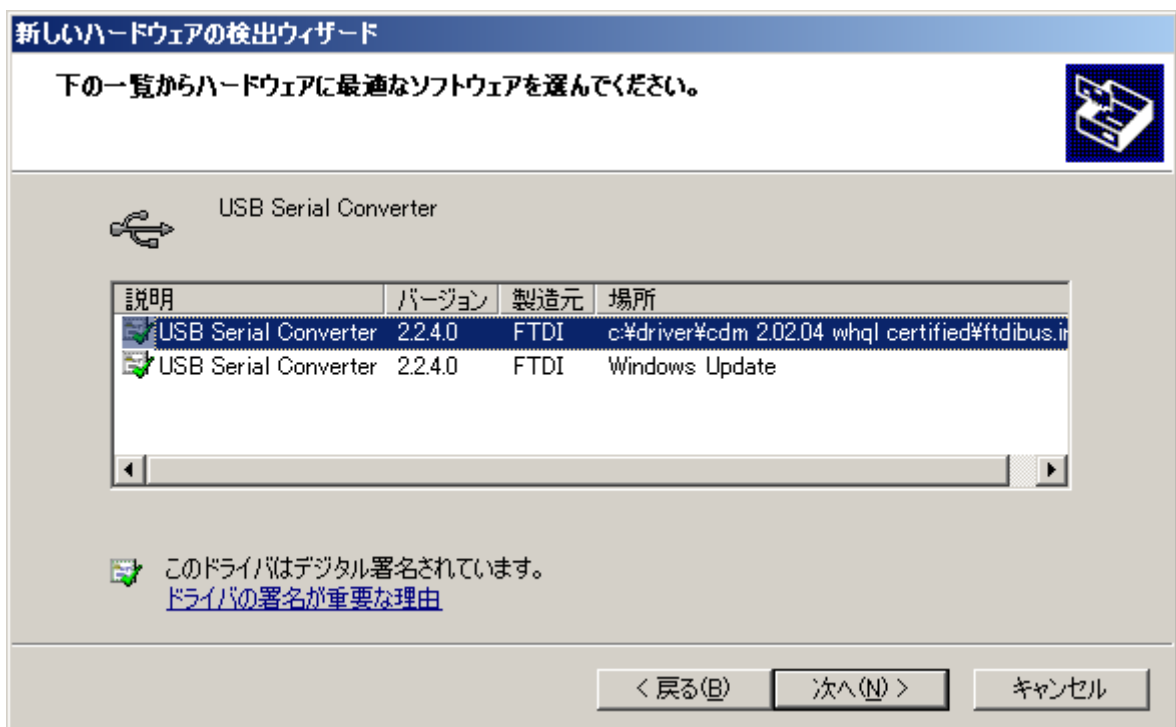 新しいハードウェアの検出ウィザード
下の一覧からハードウェアに最適なソフトウェアを選んでください。
USB Serial Converter
説明 バージョン 製造元 場所
USB Serial Converter 2.2.4.0 FTDI c:¥driver¥cdm 2.02.04 whql certified¥ftdibus.in
USB Serial Converter 2.2.4.0 FTDI Windows Update
このドライバはデジタル署名されています。
ドライバの署名が重要な理由
< 戻る(B) 次へ(N) > キャンセル